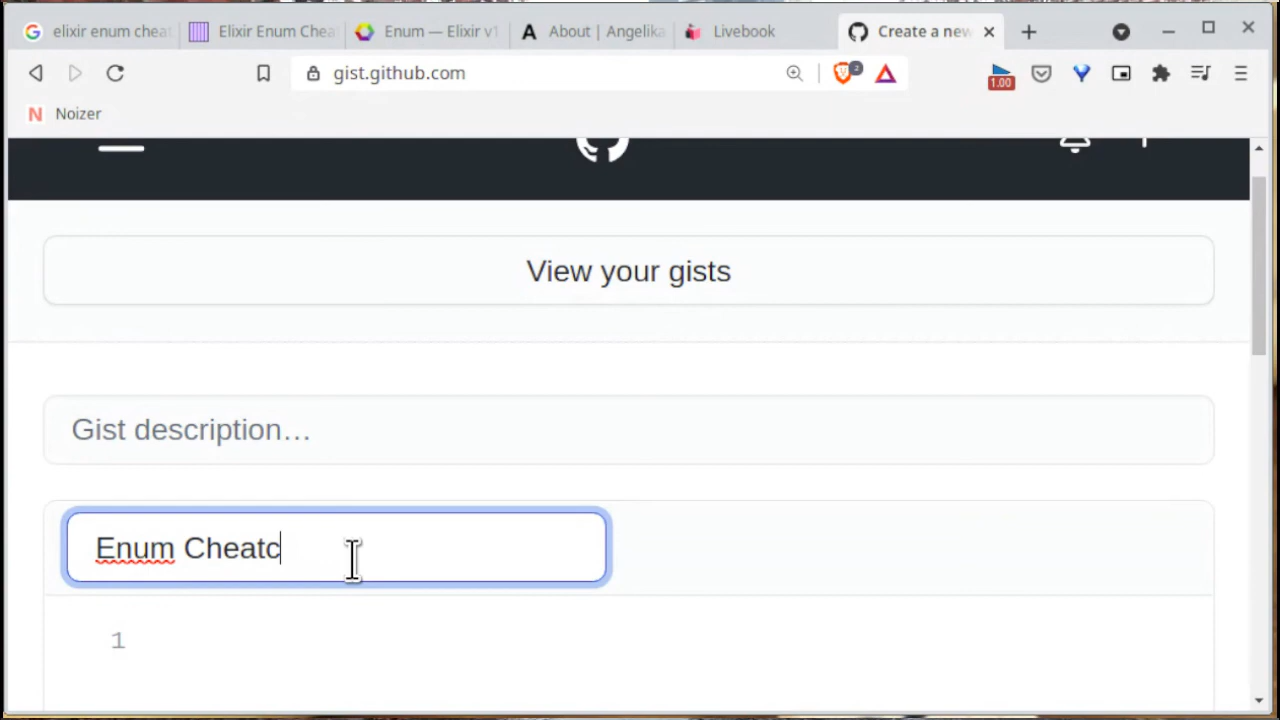 elixir enum cheat
Elixir Enum Chea
Enum — Elixir v1
About | Angelika
Livebook
Create a new
gist.github.com
2
1.00
Noizer
View your gists
Gist description…
Enum Cheatc
1